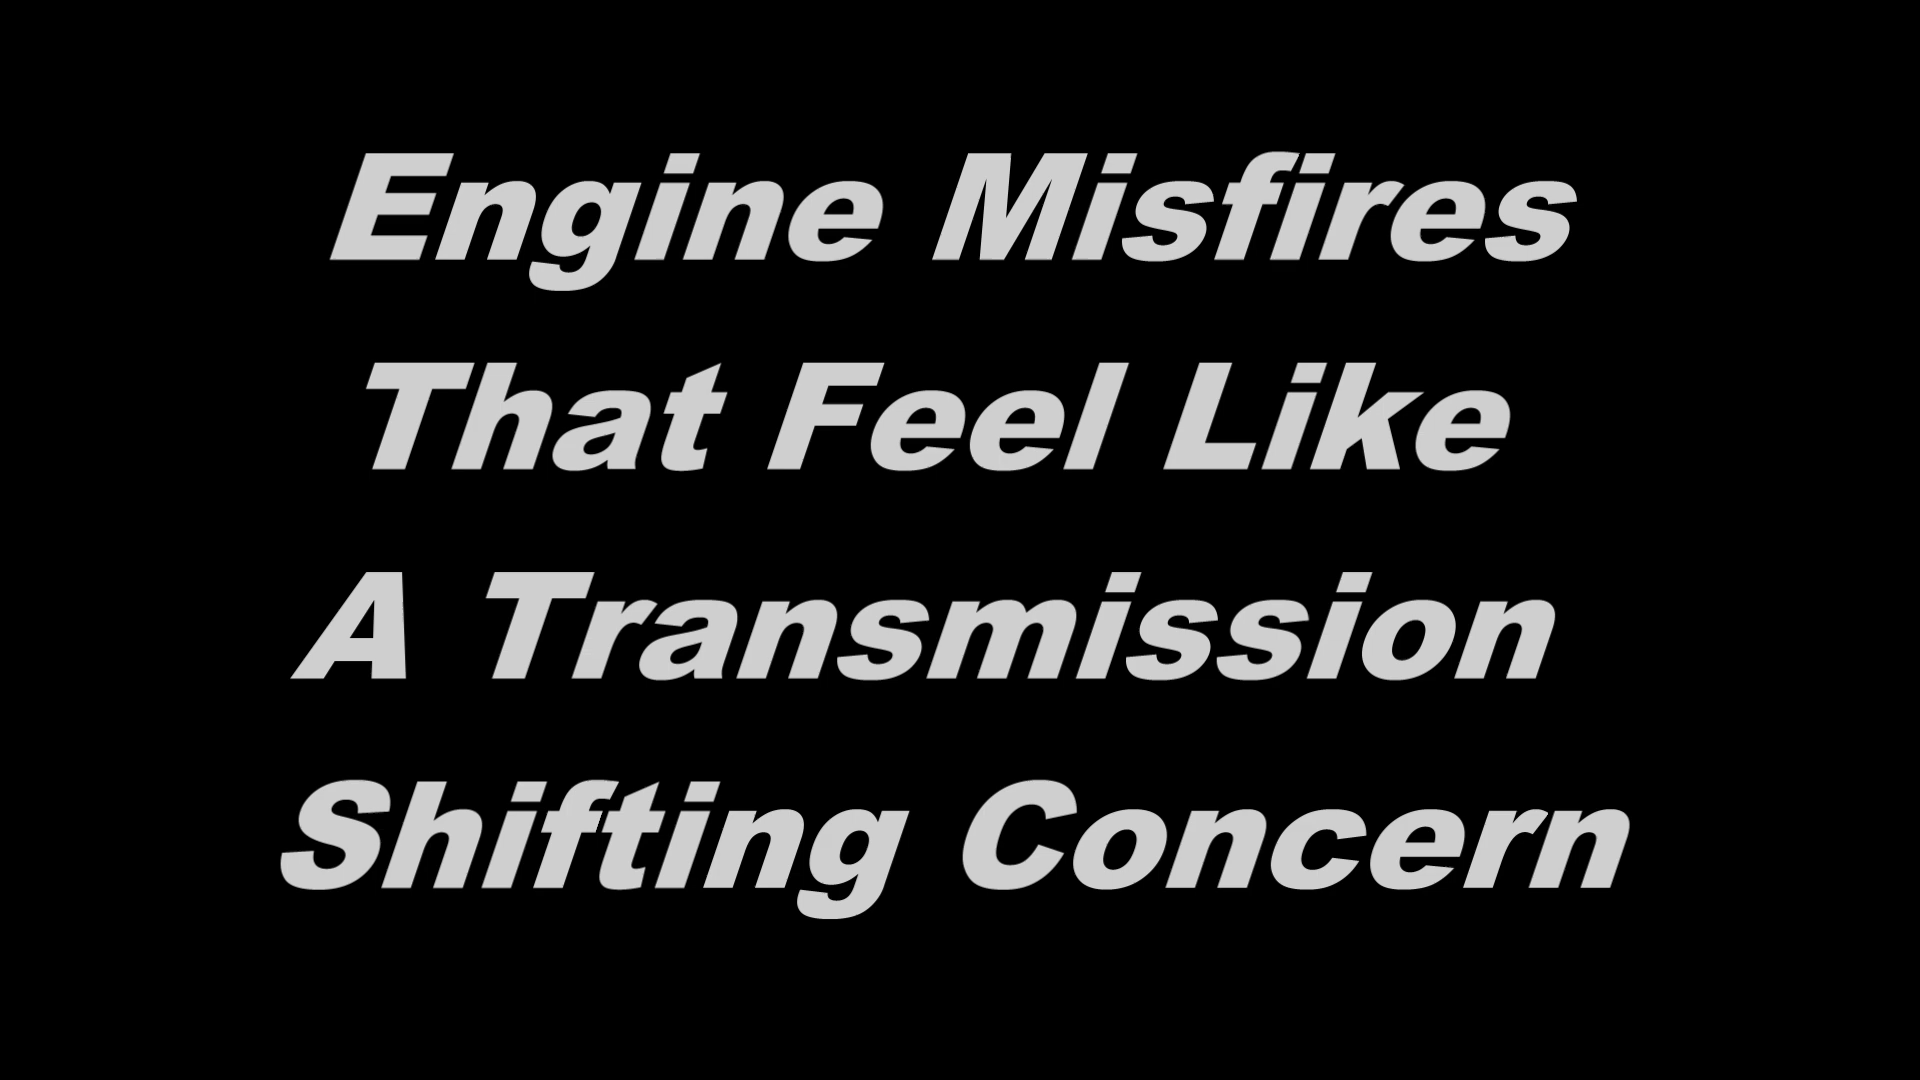 Engine Misfires
That Feel Like
A Transmission
Shifting Concern